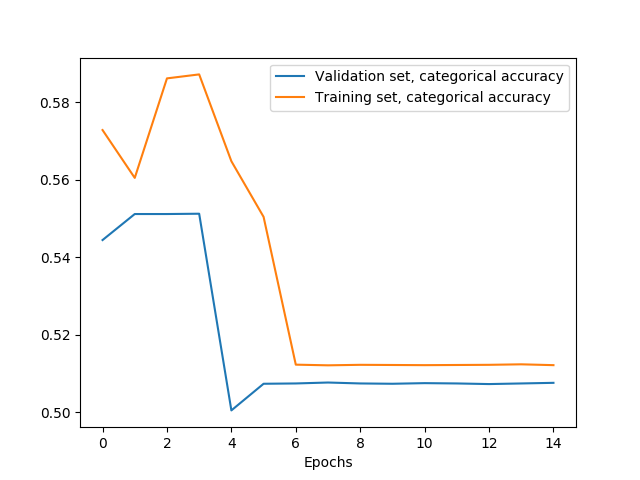 Validation set, categorical accuracy
Training set, categorical accuracy
0.58
0.56
0.54
0.52
0.50
0 2 4 6 8 10 12 14
Epochs